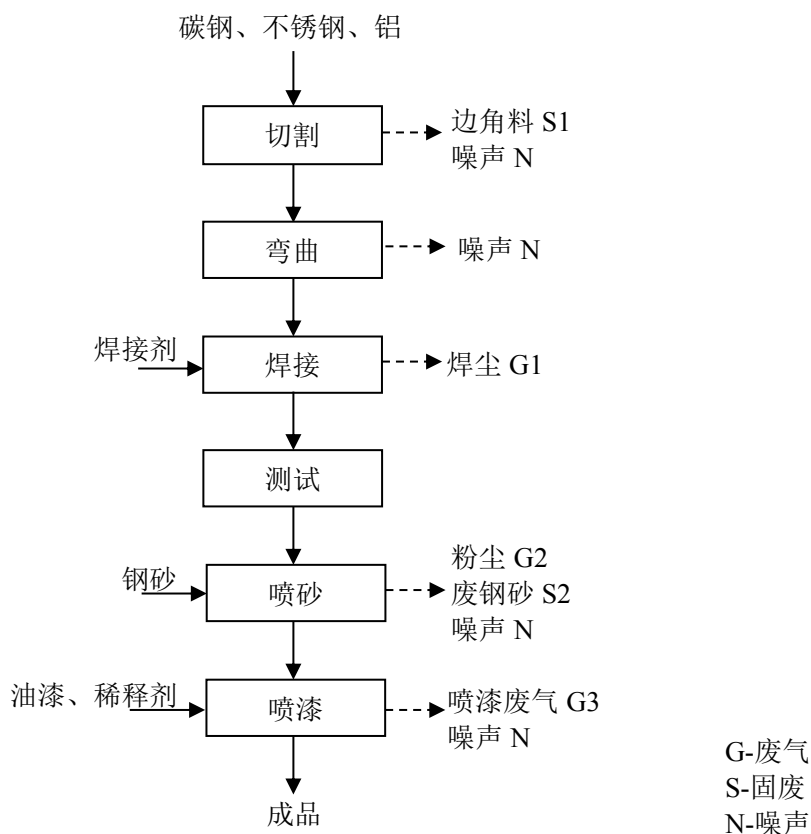 碳钢、不锈钢、铝
切割
边角料 S1
噪声 N
弯曲
噪声 N
焊接剂
焊接
焊尘 G1
测试
钢砂
喷砂
粉尘 G2
废钢砂 S2
噪声 N
油漆、稀释剂
喷漆
喷漆废气 G3
噪声 N
成品
G-废气
S-固废
N-噪声